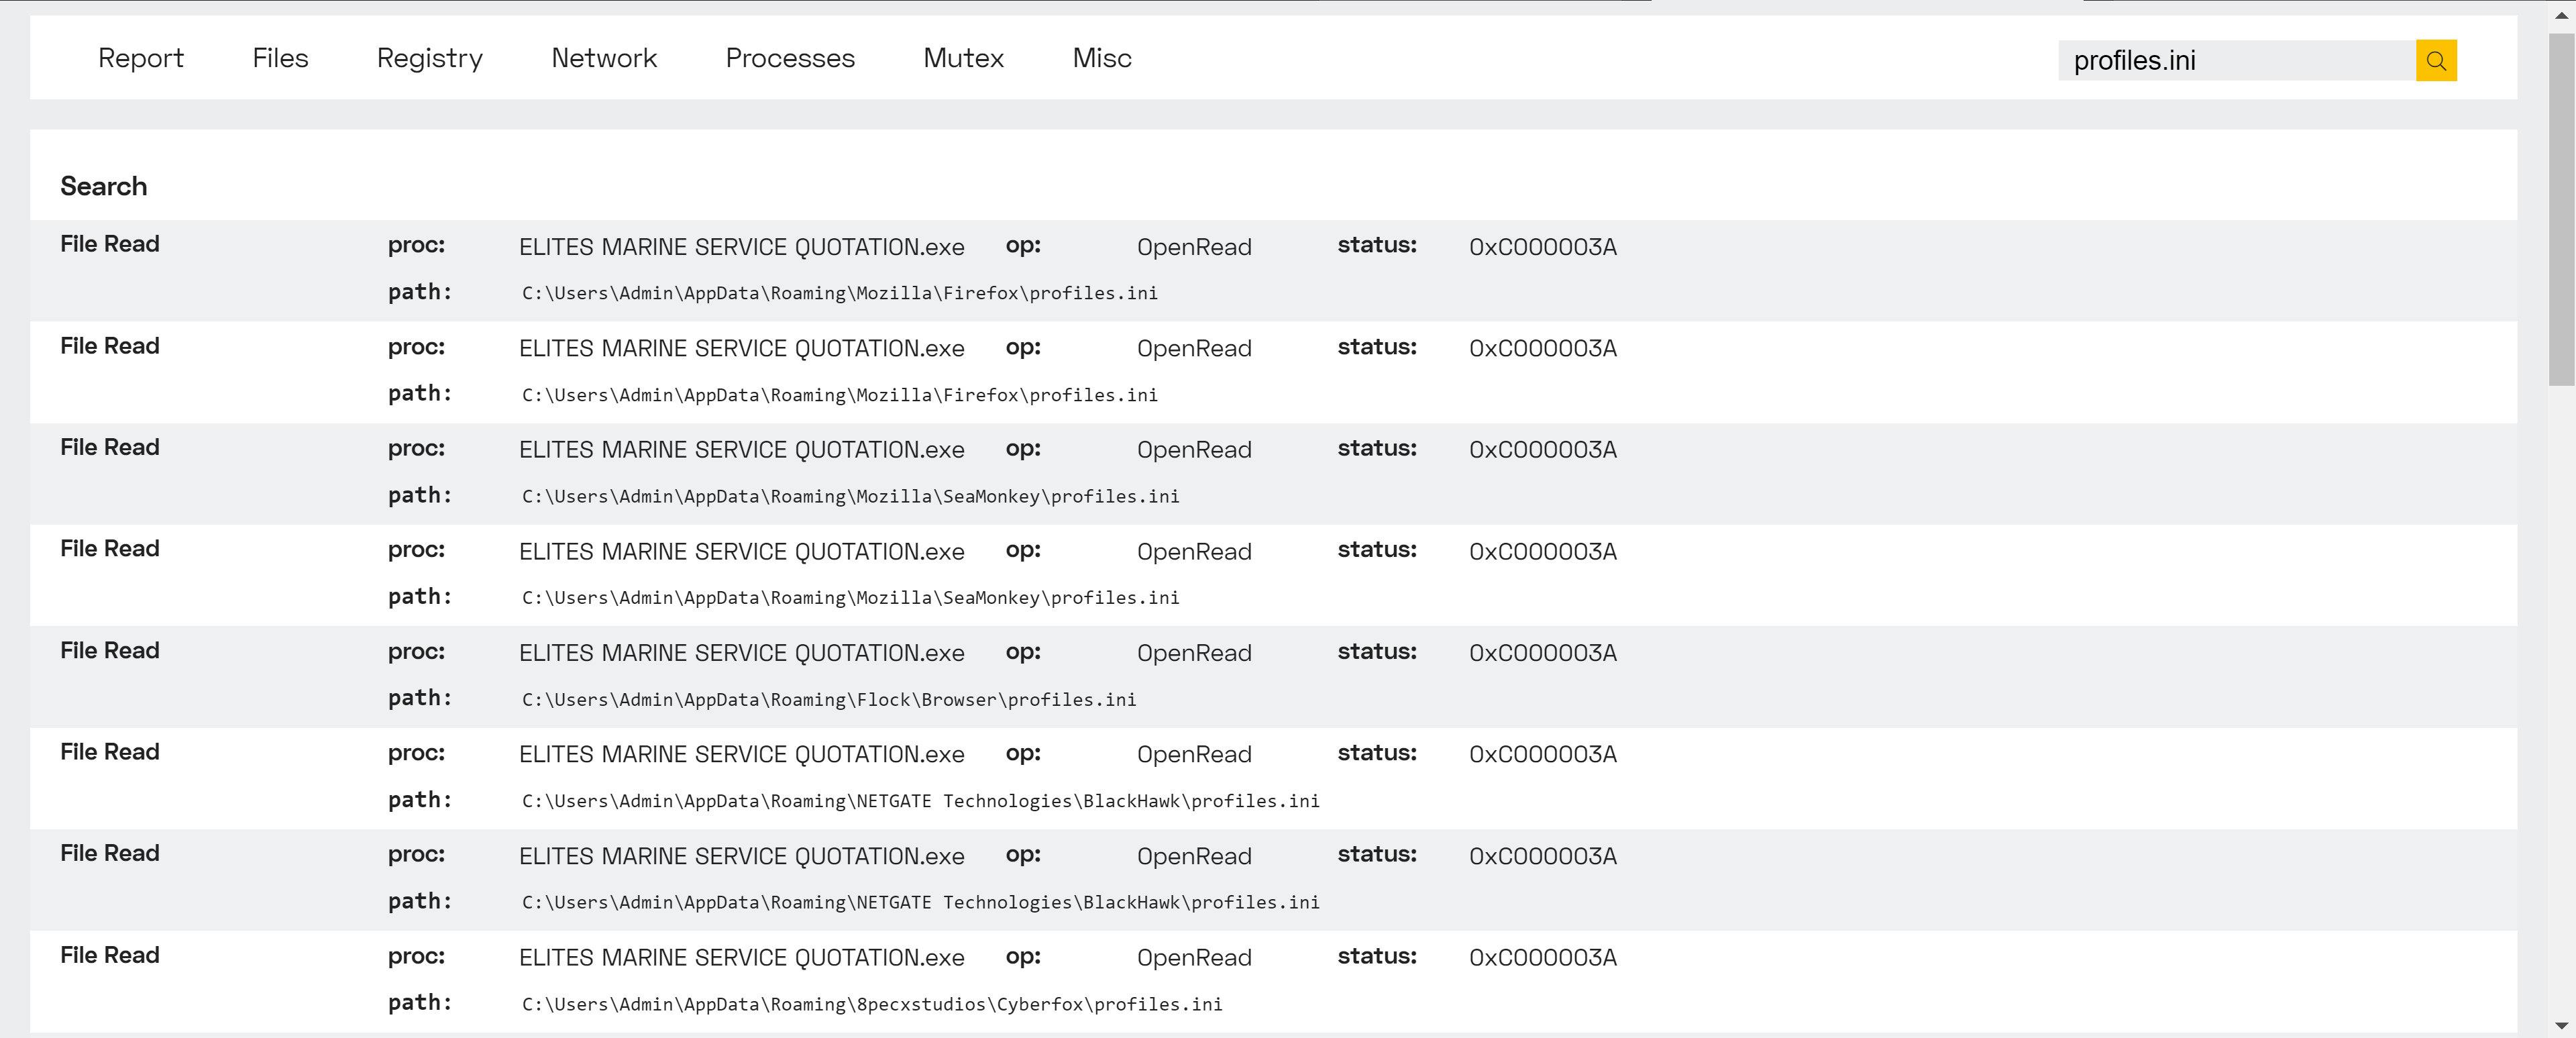 Report Files Registry Network Processes Mutex Misc profiles.ini
Search
File Read proc: ELITES MARINE SERVICE QUOTATION.exe op: OpenRead status: 0xC000003A
path: C:\Users\Admin\AppData\Roaming\Mozilla\Firefox\profiles.ini
File Read proc: ELITES MARINE SERVICE QUOTATION.exe op: OpenRead status: 0xC000003A
path: C:\Users\Admin\AppData\Roaming\Mozilla\Firefox\profiles.ini
File Read proc: ELITES MARINE SERVICE QUOTATION.exe op: OpenRead status: 0xC000003A
path: C:\Users\Admin\AppData\Roaming\Mozilla\SeaMonkey\profiles.ini
File Read proc: ELITES MARINE SERVICE QUOTATION.exe op: OpenRead status: 0xC000003A
path: C:\Users\Admin\AppData\Roaming\Mozilla\SeaMonkey\profiles.ini
File Read proc: ELITES MARINE SERVICE QUOTATION.exe op: OpenRead status: 0xC000003A
path: C:\Users\Admin\AppData\Roaming\Flock\Browser\profiles.ini
File Read proc: ELITES MARINE SERVICE QUOTATION.exe op: OpenRead status: 0xC000003A
path: C:\Users\Admin\AppData\Roaming\NETGATE Technologies\BlackHawk\profiles.ini
File Read proc: ELITES MARINE SERVICE QUOTATION.exe op: OpenRead status: 0xC000003A
path: C:\Users\Admin\AppData\Roaming\NETGATE Technologies\BlackHawk\profiles.ini
File Read proc: ELITES MARINE SERVICE QUOTATION.exe op: OpenRead status: 0xC000003A
path: C:\Users\Admin\AppData\Roaming\8pecxstudios\Cyberfox\profiles.ini